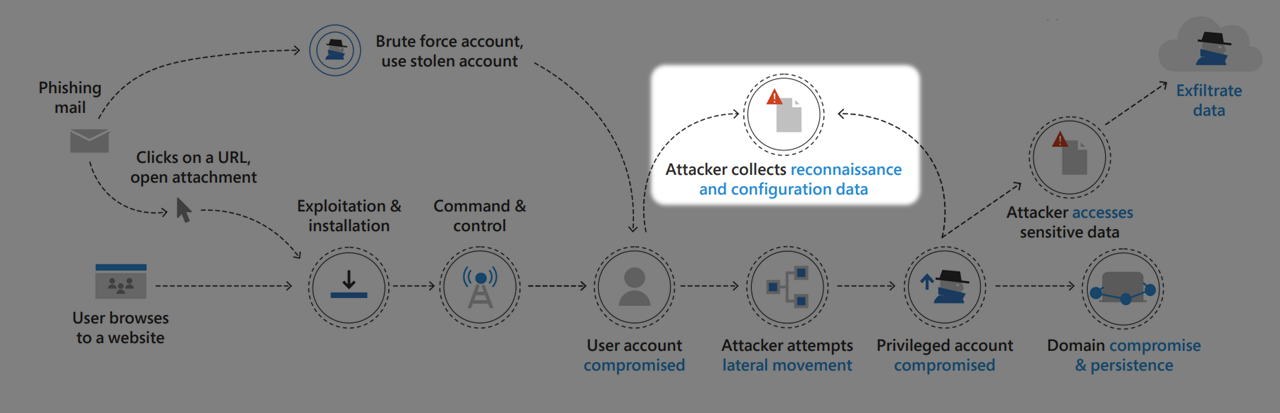 Brute force account,
use stolen account
Phishing
mail
Clicks on a URL,
open attachment
Exploitation &
installation
Command &
control
User browses
to a website
Attacker collects reconnaissance
and configuration data
User account
compromised
Attacker attempts
lateral movement
Privileged account
compromised
Attacker accesses
sensitive data
Exfiltrate
data
Domain compromise
& persistence